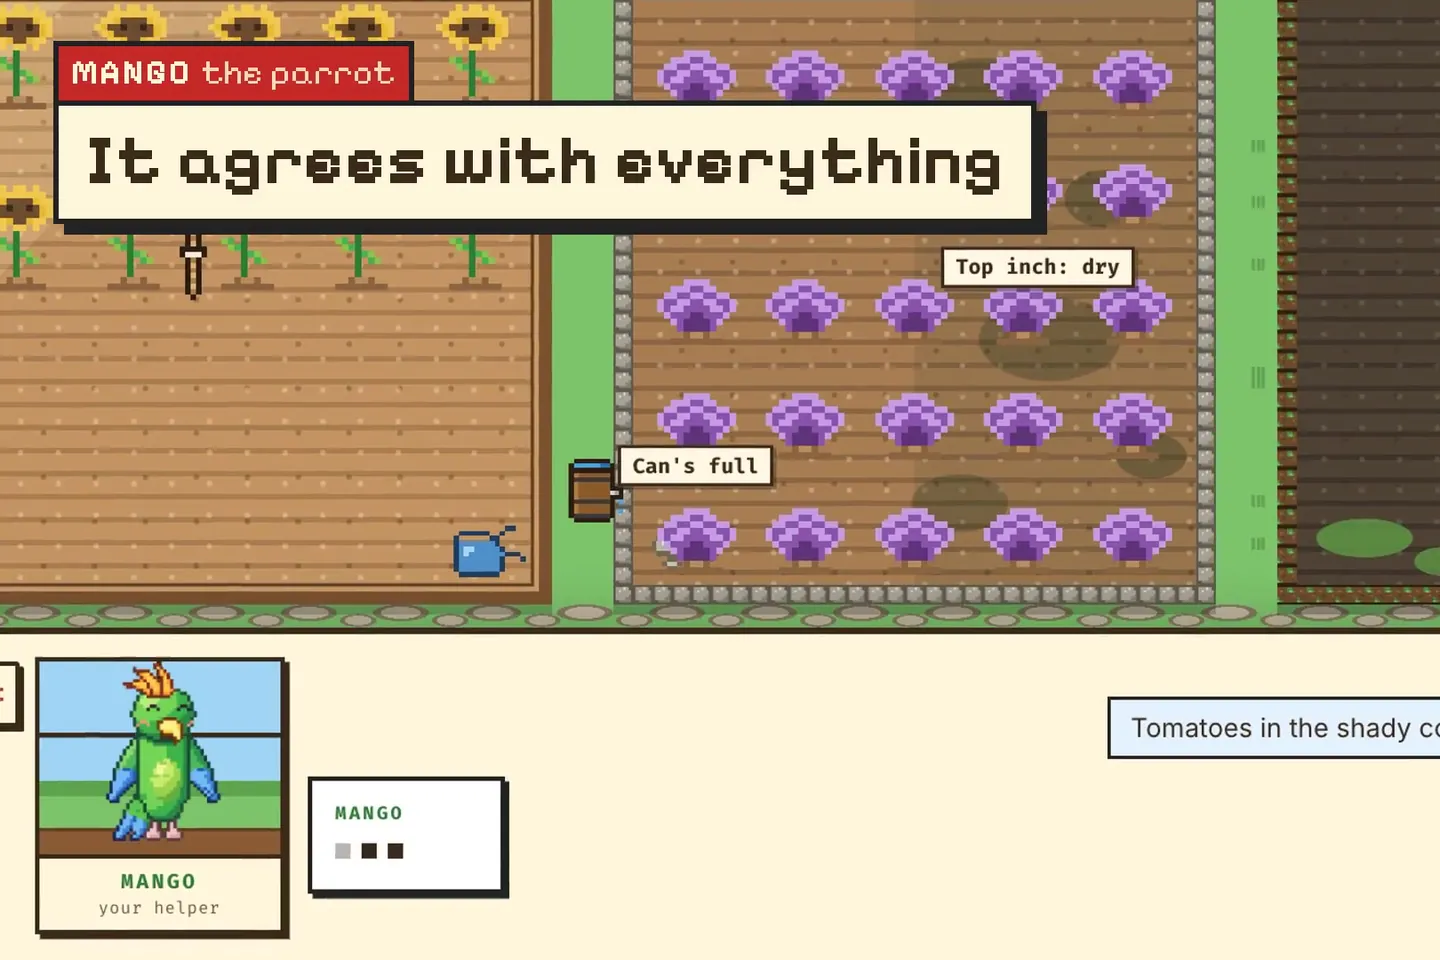 MANGO the parrot
It agrees with everything
Top inch: dry
Can's full
Tomatoes in the shady
MANGO
MANGO
your helper